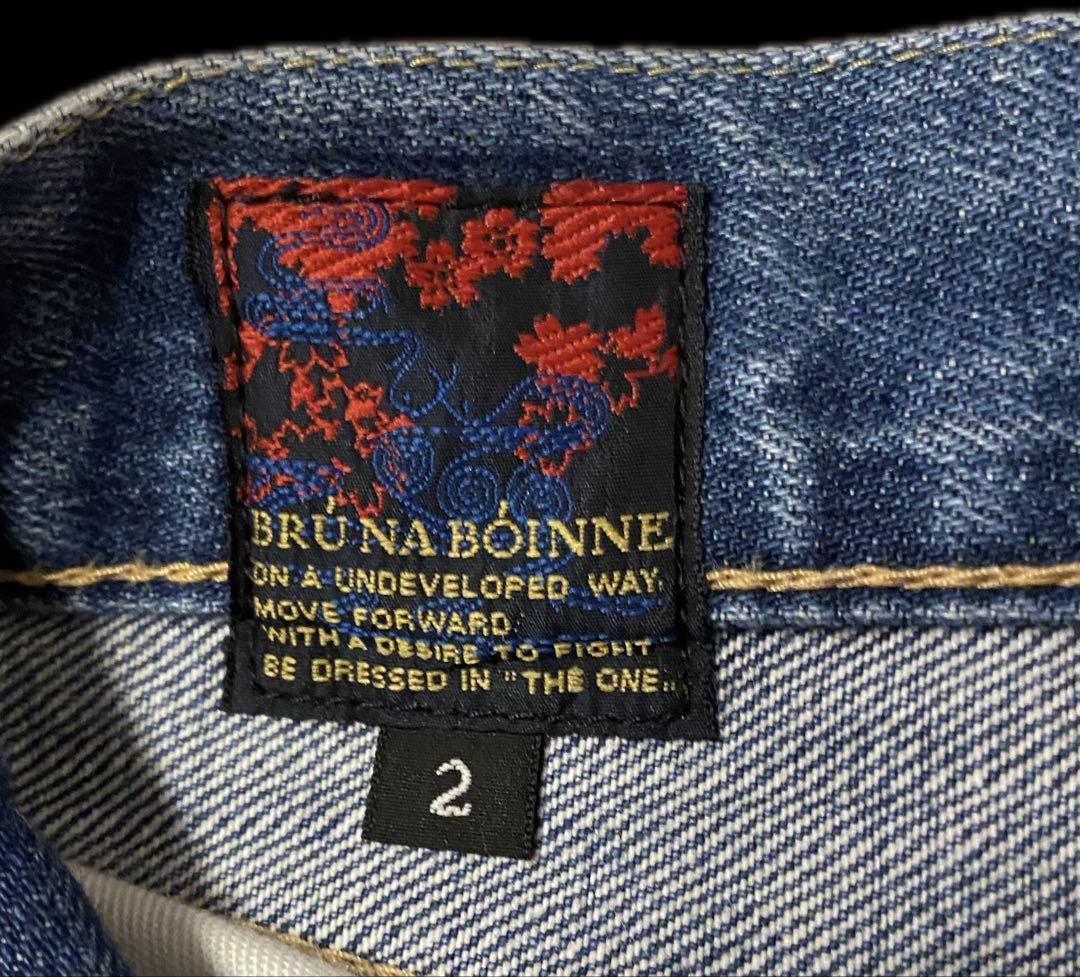 BRÚ NA BÓINNE
ON A UNDEVELOPED WAY.
MOVE FORWARD.
WITH A DESIRE TO FIGHT
BE DRESSED IN "THE ONE„
2